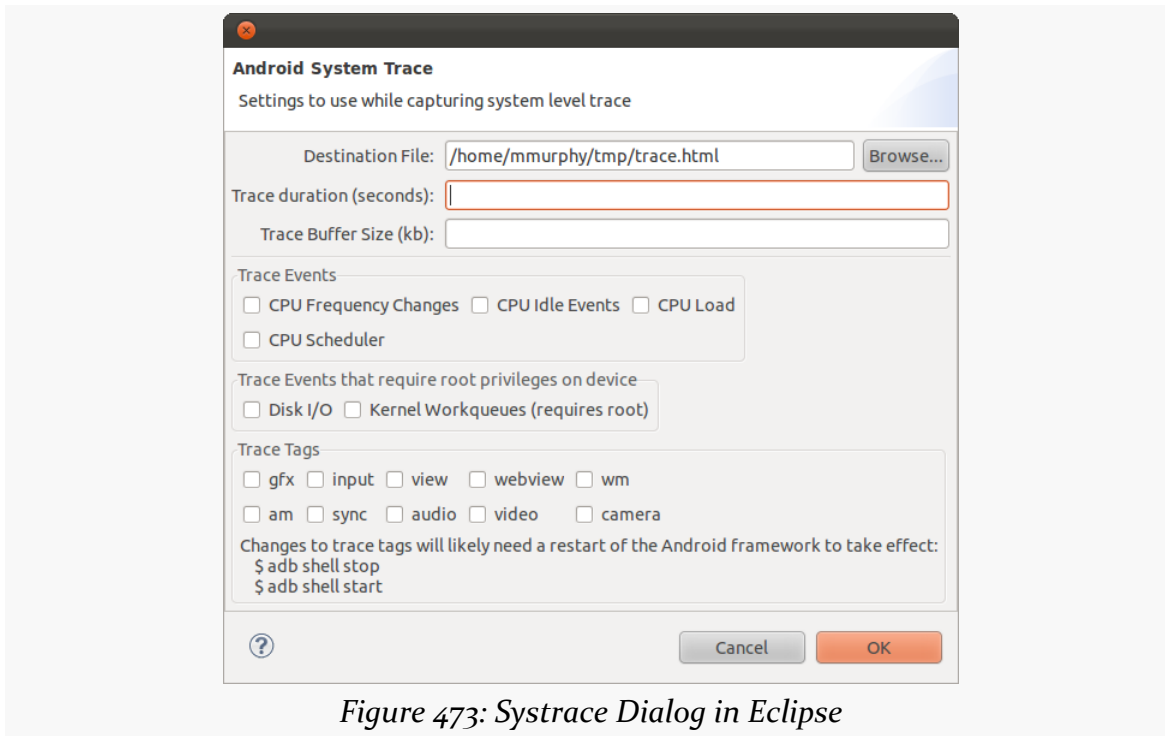 Android System Trace
Settings to use while capturing system level trace
Destination File: /home/mmurphy/tmp/trace.html Browse...
Trace duration (seconds):
Trace Buffer Size (kb):
Trace Events
CPU Frequency Changes CPU Idle Events CPU Load
CPU Scheduler
Trace Events that require root privileges on device
Disk I/O Kernel Workqueues (requires root)
Trace Tags
gfx input view webview wm
am sync audio video camera
Changes to trace tags will likely need a restart of the Android framework to take effect:
$ adb shell stop
$ adb shell start
? Cancel OK
Figure 473: Systrace Dialog in Eclipse